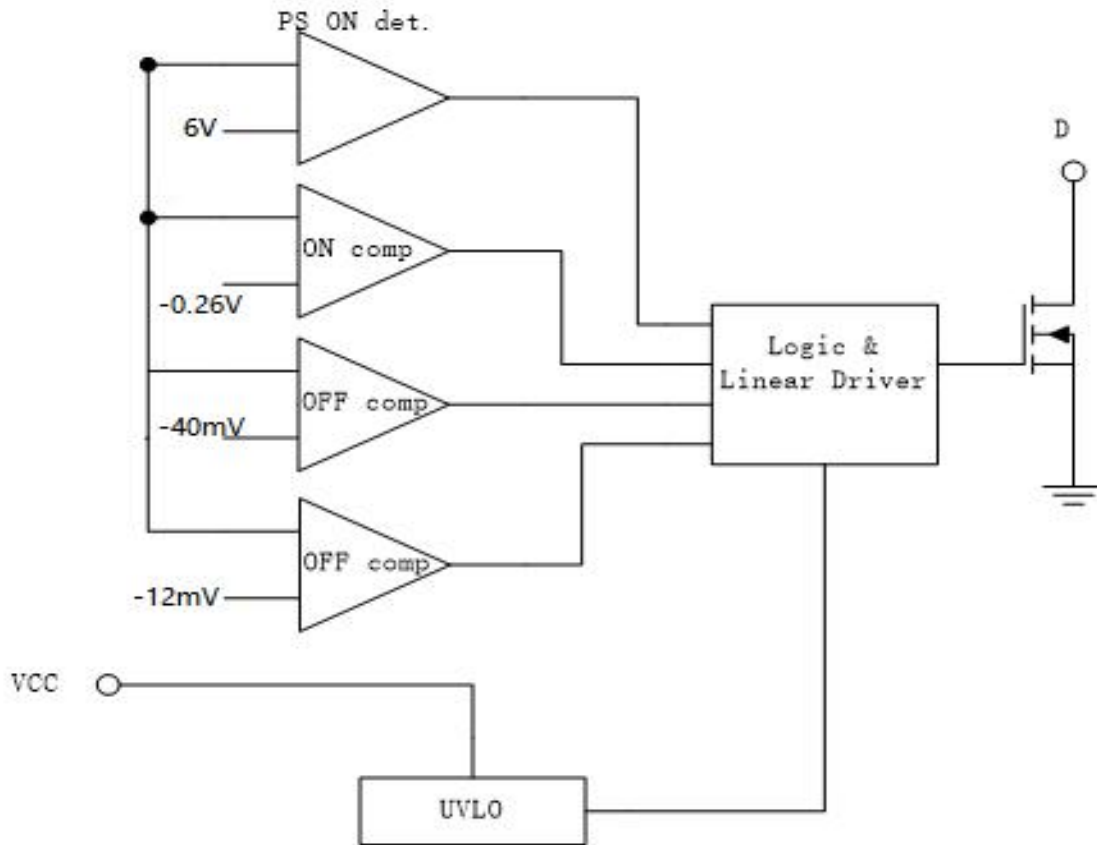 PS ON det.
6V
D
ON comp
-0.26V
Logic &
Linear Driver
OFF comp
-40mV
OFF comp
-12mV
VCC
UVLO